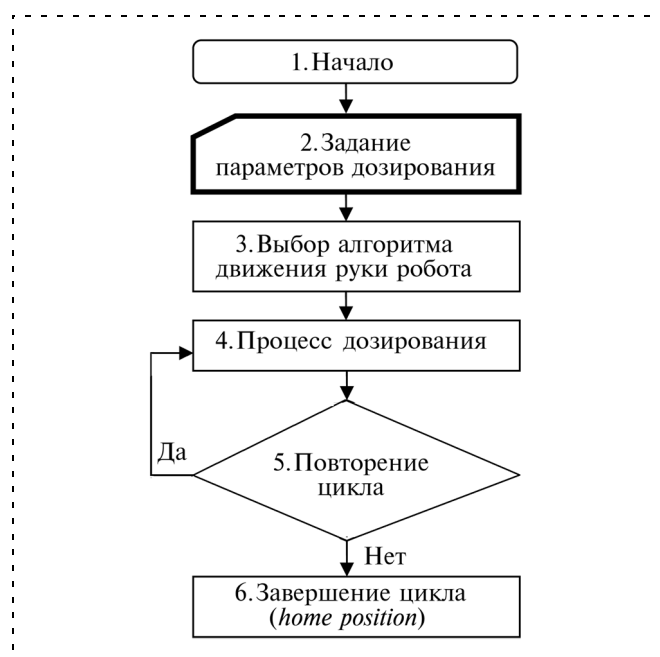 1.Начало
2.Задание
параметров дозирования
3.Выбор алгоритма
движения руки робота
4.Процесс дозирования
Да
5.Повторение
цикла
Нет
6.Завершение цикла
(home position)